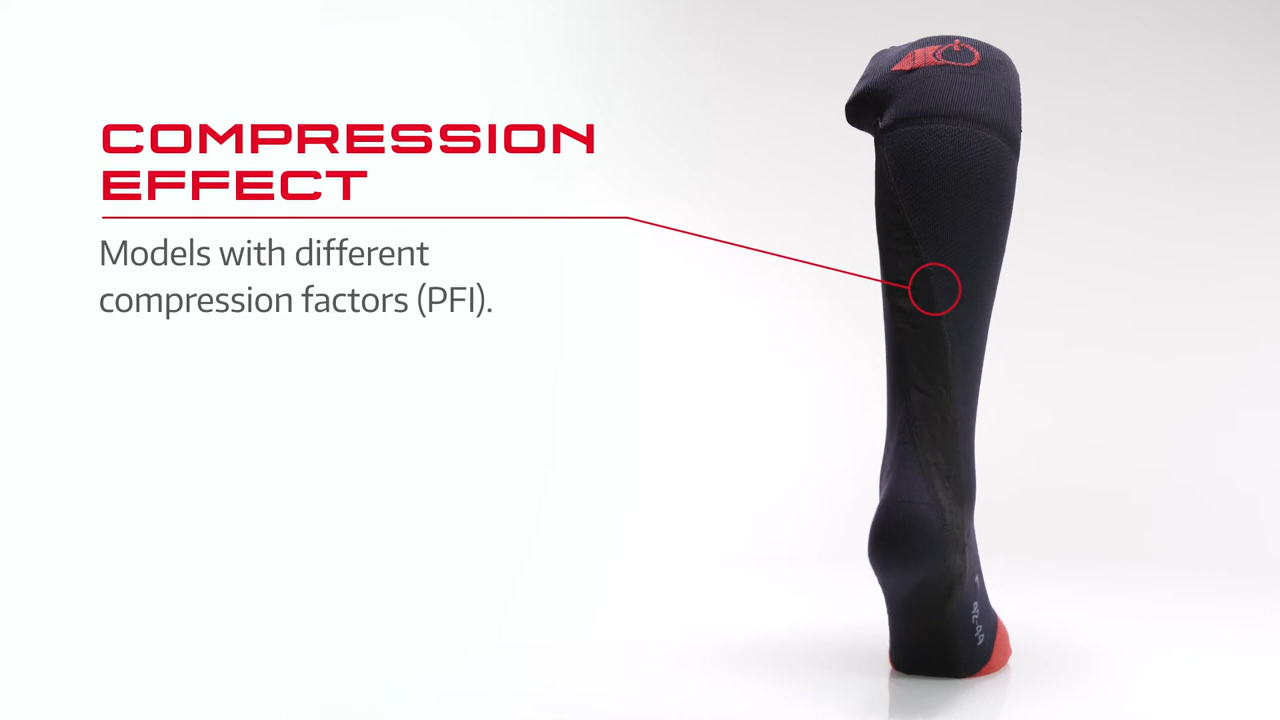 COMPRESSION
EFFECT
Models with different
compression factors (PFI).